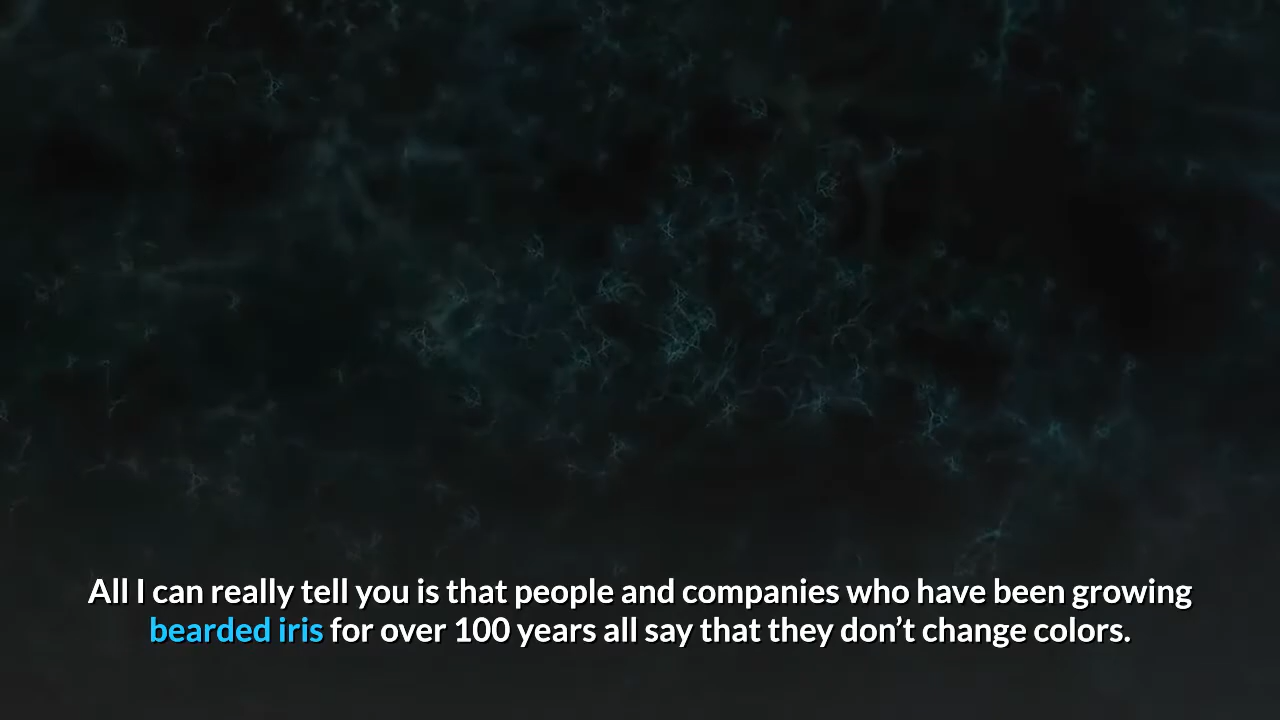 All I can really tell you is that people and companies who have been growing
bearded iris for over 100 years all say that they don’t change colors.